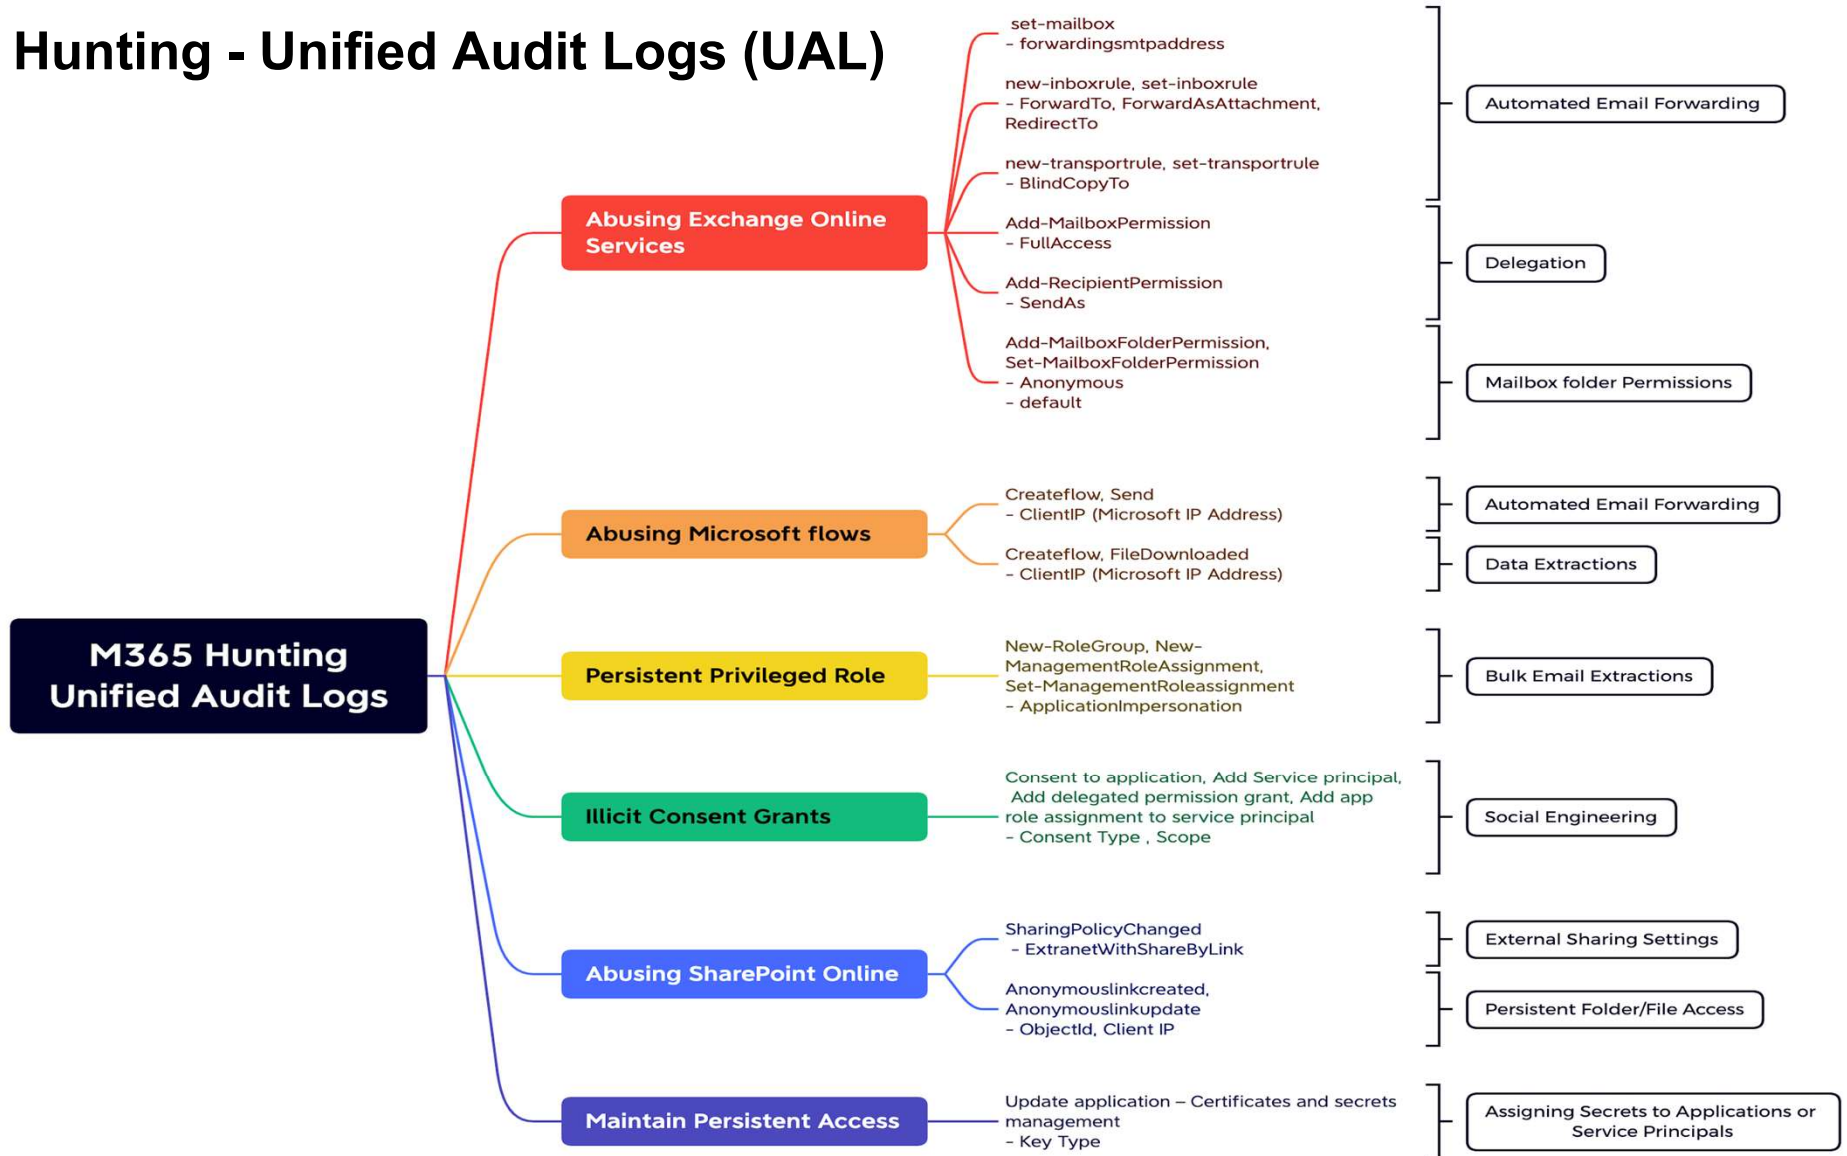 Hunting - Unified Audit Logs (UAL)
M365 Hunting
Unified Audit Logs
Abusing Exchange Online
Services
set-mailbox
- forwardingsmtpaddress
new-inboxrule, set-inboxrule
- ForwardTo, ForwardAsAttachment,
RedirectTo
new-transportrule, set-transportrule
- BlindCopyTo
Automated Email Forwarding
Add-MailboxPermission
- FullAccess
Add-RecipientPermission
- SendAs
Delegation
Add-MailboxFolderPermission,
Set-MailboxFolderPermission
- Anonymous
- default
Mailbox folder Permissions
Abusing Microsoft flows
Createflow, Send
- ClientIP (Microsoft IP Address)
Automated Email Forwarding
Createflow, FileDownloaded
- ClientIP (Microsoft IP Address)
Data Extractions
Persistent Privileged Role
New-RoleGroup, New-
ManagementRoleAssignment,
Set-ManagementRoleassignment
- ApplicationImpersonation
Bulk Email Extractions
Illicit Consent Grants
Consent to application, Add Service principal,
Add delegated permission grant, Add app
role assignment to service principal
- Consent Type , Scope
Social Engineering
Abusing SharePoint Online
SharingPolicyChanged
- ExtranetWithShareByLink
External Sharing Settings
Anonymouslinkcreated,
Anonymouslinkupdate
- ObjectId, Client IP
Persistent Folder/File Access
Maintain Persistent Access
Update application – Certificates and secrets
management
- Key Type
Assigning Secrets to Applications or
Service Principals